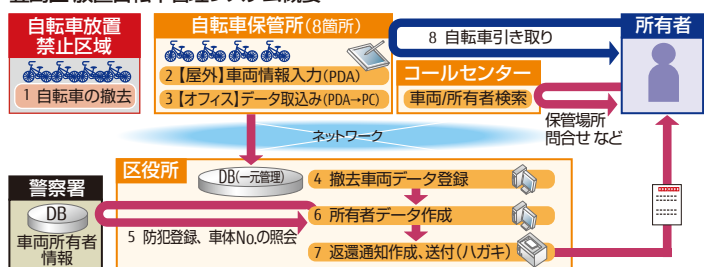 自転車放置
禁止区域
1 自転車の撤去
自転車保管所(8箇所)
2【屋外】車両情報入力(PDA)
3【オフィス】データ取込み(PDA→PC)
8 自転車引き取り
所有者
コールセンター
車両/所有者検索
保管場所
問合せ など
ネットワーク
区役所
DB(一元管理)
4 撤去車両データ登録
警察署
DB
車両所有者
情報
5 防犯登録、車体No.の照会
6 所有者データ作成
7 返還通知作成、送付(ハガキ)